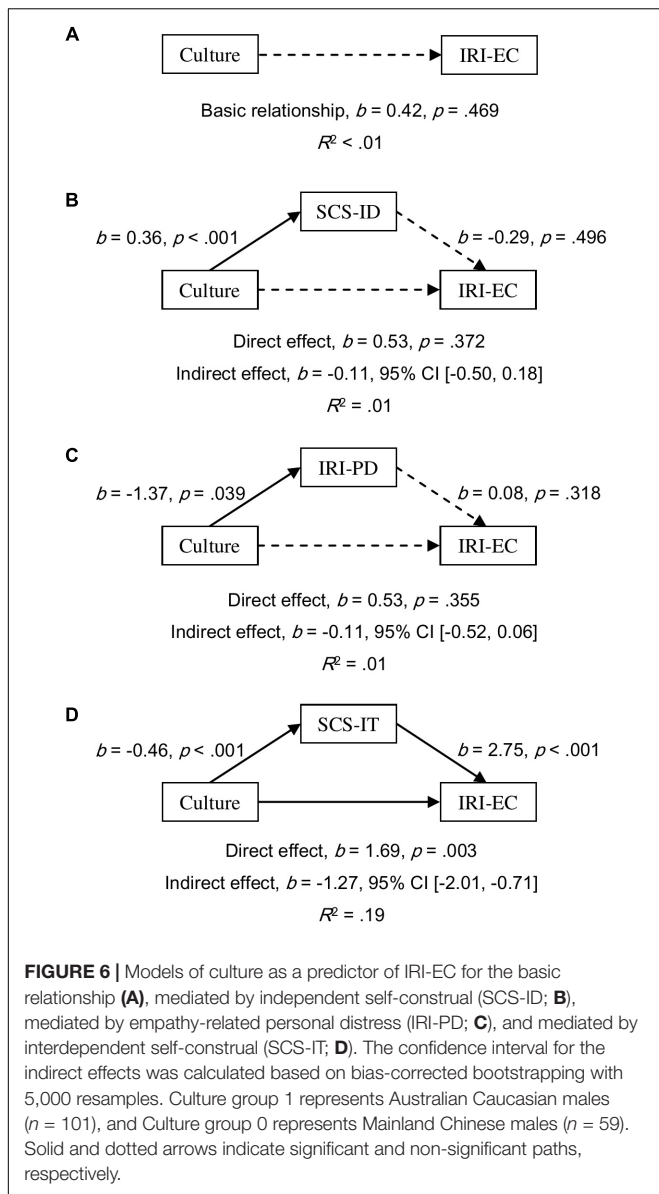 A
Culture IRI-EC
Basic relationship, b = 0.42, p = .469
R² < .01
B
SCS-ID
b = 0.36, p < .001 b = -0.29, p = .496
Culture IRI-EC
Direct effect, b = 0.53, p = .372
Indirect effect, b = -0.11, 95% CI [-0.50, 0.18]
R² = .01
C
IRI-PD
b = -1.37, p = .039 b = 0.08, p = .318
Culture IRI-EC
Direct effect, b = 0.53, p = .355
Indirect effect, b = -0.11, 95% CI [-0.52, 0.06]
R² = .01
D
SCS-IT
b = -0.46, p < .001 b = 2.75, p < .001
Culture IRI-EC
Direct effect, b = 1.69, p = .003
Indirect effect, b = -1.27, 95% CI [-2.01, -0.71]
R² = .19
FIGURE 6 | Models of culture as a predictor of IRI-EC for the basic
relationship (A), mediated by independent self-construal (SCS-ID; B),
mediated by empathy-related personal distress (IRI-PD; C), and mediated by
interdependent self-construal (SCS-IT; D). The confidence interval for the
indirect effects was calculated based on bias-corrected bootstrapping with
5,000 resamples. Culture group 1 represents Australian Caucasian males
(n = 101), and Culture group 0 represents Mainland Chinese males (n = 59).
Solid and dotted arrows indicate significant and non-significant paths,
respectively.